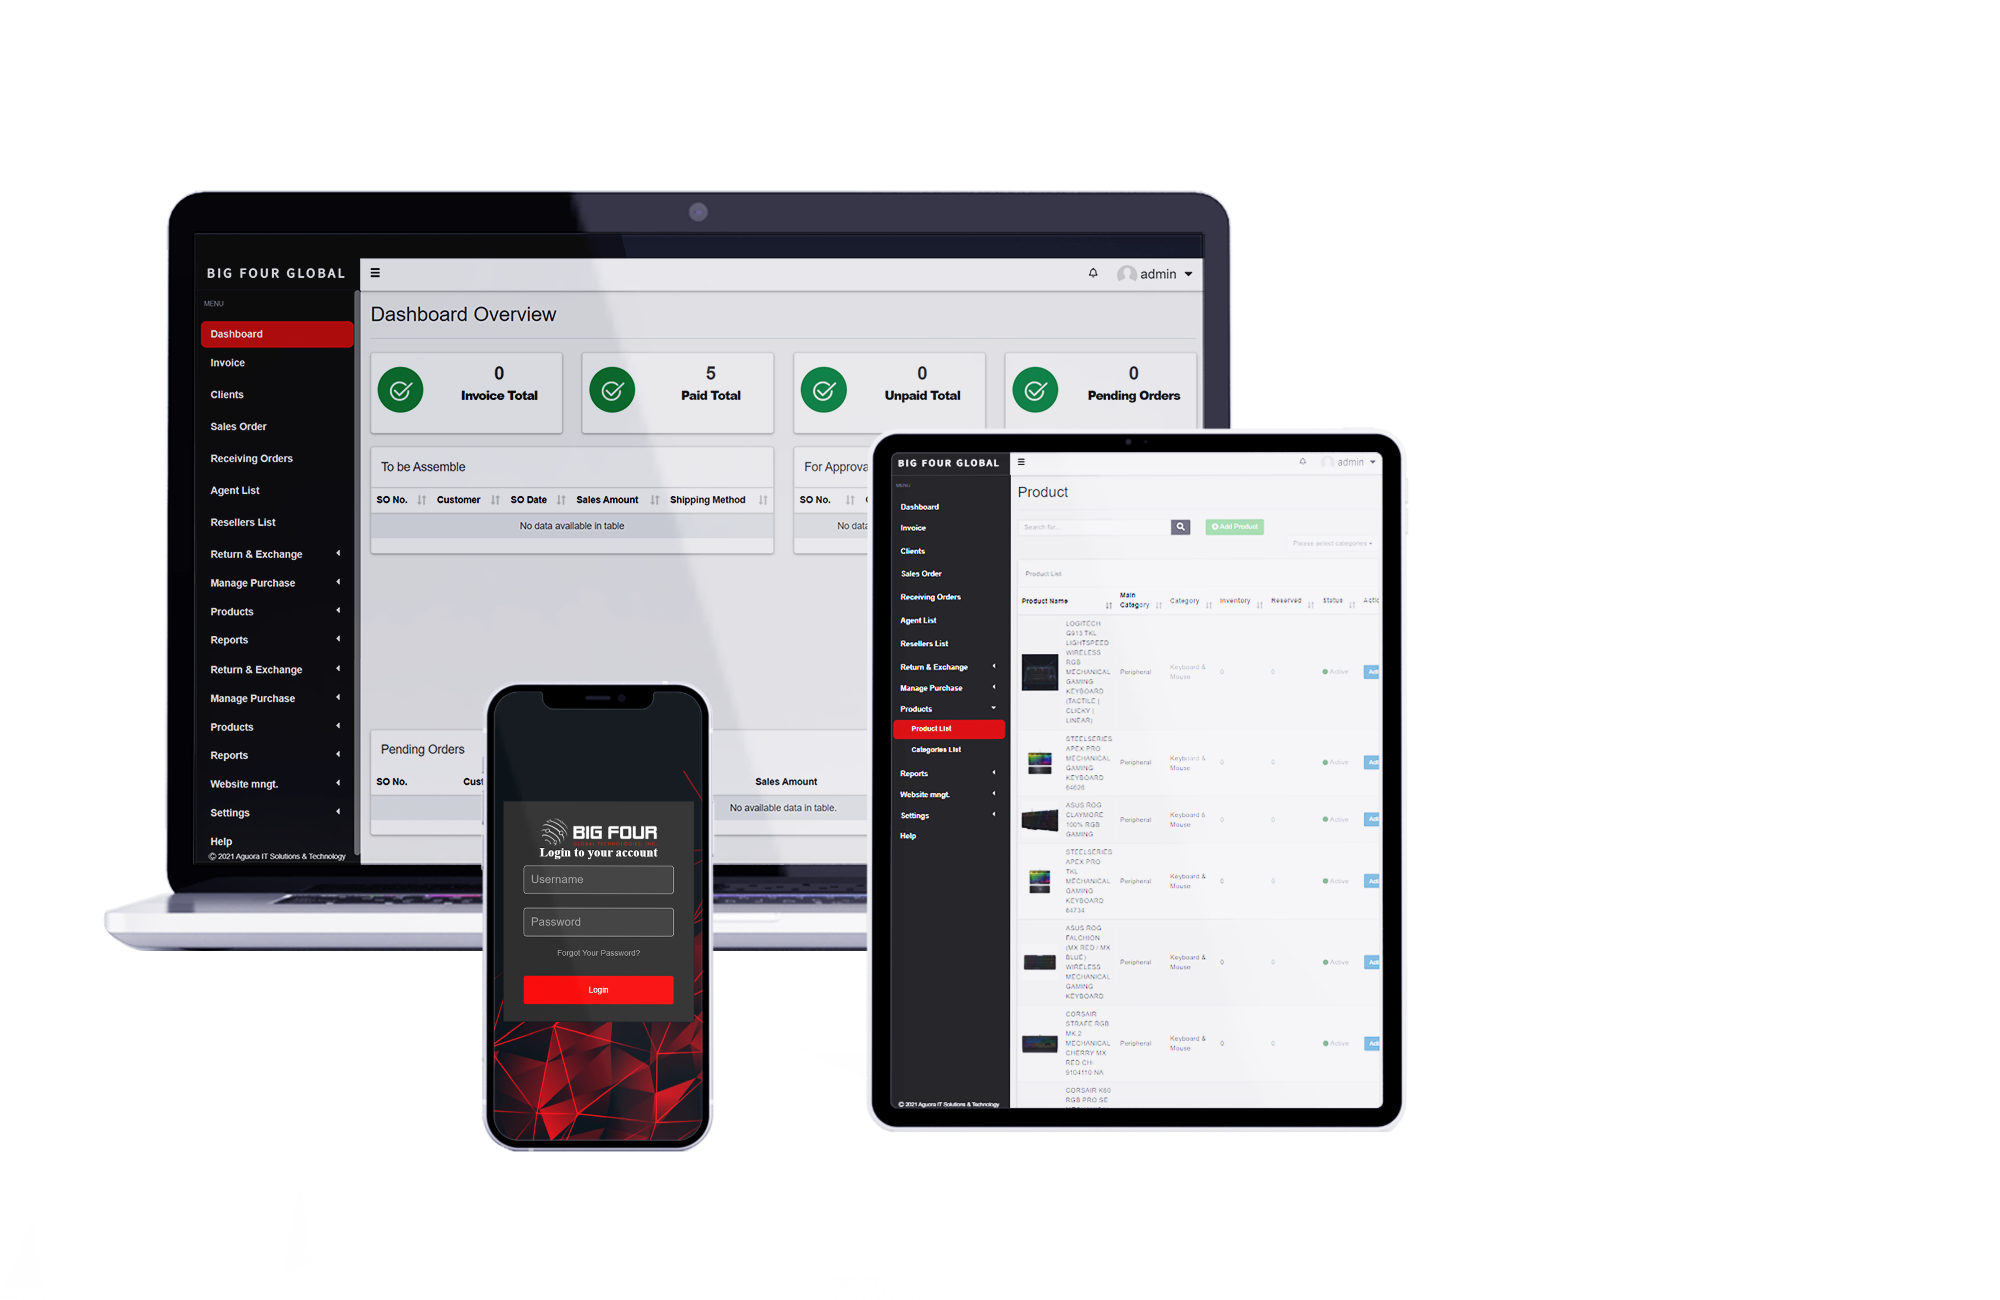 BIG FOUR GLOBAL
admin
MENU
Dashboard
Invoice
Clients
Sales Order
Receiving Orders
Agent List
Resellers List
Return & Exchange
Manage Purchase
Products
Reports
Return & Exchange
Manage Purchase
Products
Reports
Website mngt.
Settings
Help
© 2021 Aguora IT Solutions & Technology
Dashboard Overview
0
Invoice Total
5
Paid Total
0
Unpaid Total
0
Pending Orders
To be Assemble
SO No. Customer SO Date Sales Amount Shipping Method
No data available in table
For Approva
SO No. C
No data
Pending Orders
SO No. Cust Sales Amount
No available data in table.
BIG FOUR
Login to your account
Username
Password
Forgot Your Password?
Login
BIG FOUR GLOBAL
admin
MENU
Dashboard
Invoice
Clients
Sales Order
Receiving Orders
Agent List
Resellers List
Return & Exchange
Manage Purchase
Products
Product List
Categories List
Reports
Website mngt.
Settings
Help
© 2021 Aguora IT Solutions & Technology
Product
Search for...
Add Product
Please select categories
Product List
Product Name Main Category Category Inventory Reserved Status Actic
LOGITECH
G913 TKL
LIGHTSPEED
WIRELESS
RGB
MECHANICAL Peripheral Keyboard & Mouse 0 0 Active Acti
GAMING
KEYBOARD
(TACTILE |
CLICKY |
LINEAR)
STEELSERIES
APEX PRO
MECHANICAL Peripheral Keyboard & Mouse 0 0 Active Acti
GAMING
KEYBOARD
64626
ASUS ROG
CLAYMORE Peripheral Keyboard & Mouse 0 0 Active Acti
100% RGB
GAMING
STEELSERIES
APEX PRO
TKL
MECHANICAL Peripheral Keyboard & Mouse 0 0 Active Acti
GAMING
KEYBOARD
64734
ASUS ROG
FALCHION
(MX RED / MX
BLUE) Peripheral Keyboard & Mouse 0 0 Active Acti
WIRELESS
MECHANICAL
GAMING
KEYBOARD
CORSAIR
STRAFE RGB
MK.2
MECHANICAL Peripheral Keyboard & Mouse 0 0 Active Acti
CHERRY MX
RED CH-
9104110 NA
CORSAIR K60
RGB PRO SE